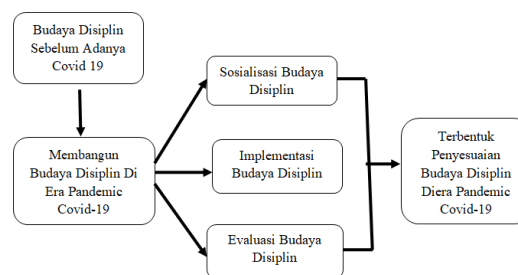 Budaya Disiplin
Sebelum Adanya
Covid 19
Membangun
Budaya Disiplin Di
Era Pandemic
Covid-19
Sosialisasi Budaya
Disiplin
Implementasi
Budaya Disiplin
Evaluasi Budaya
Disiplin
Terbentuk
Penyesuaian
Budaya Disiplin
Diera Pandemic
Covid-19